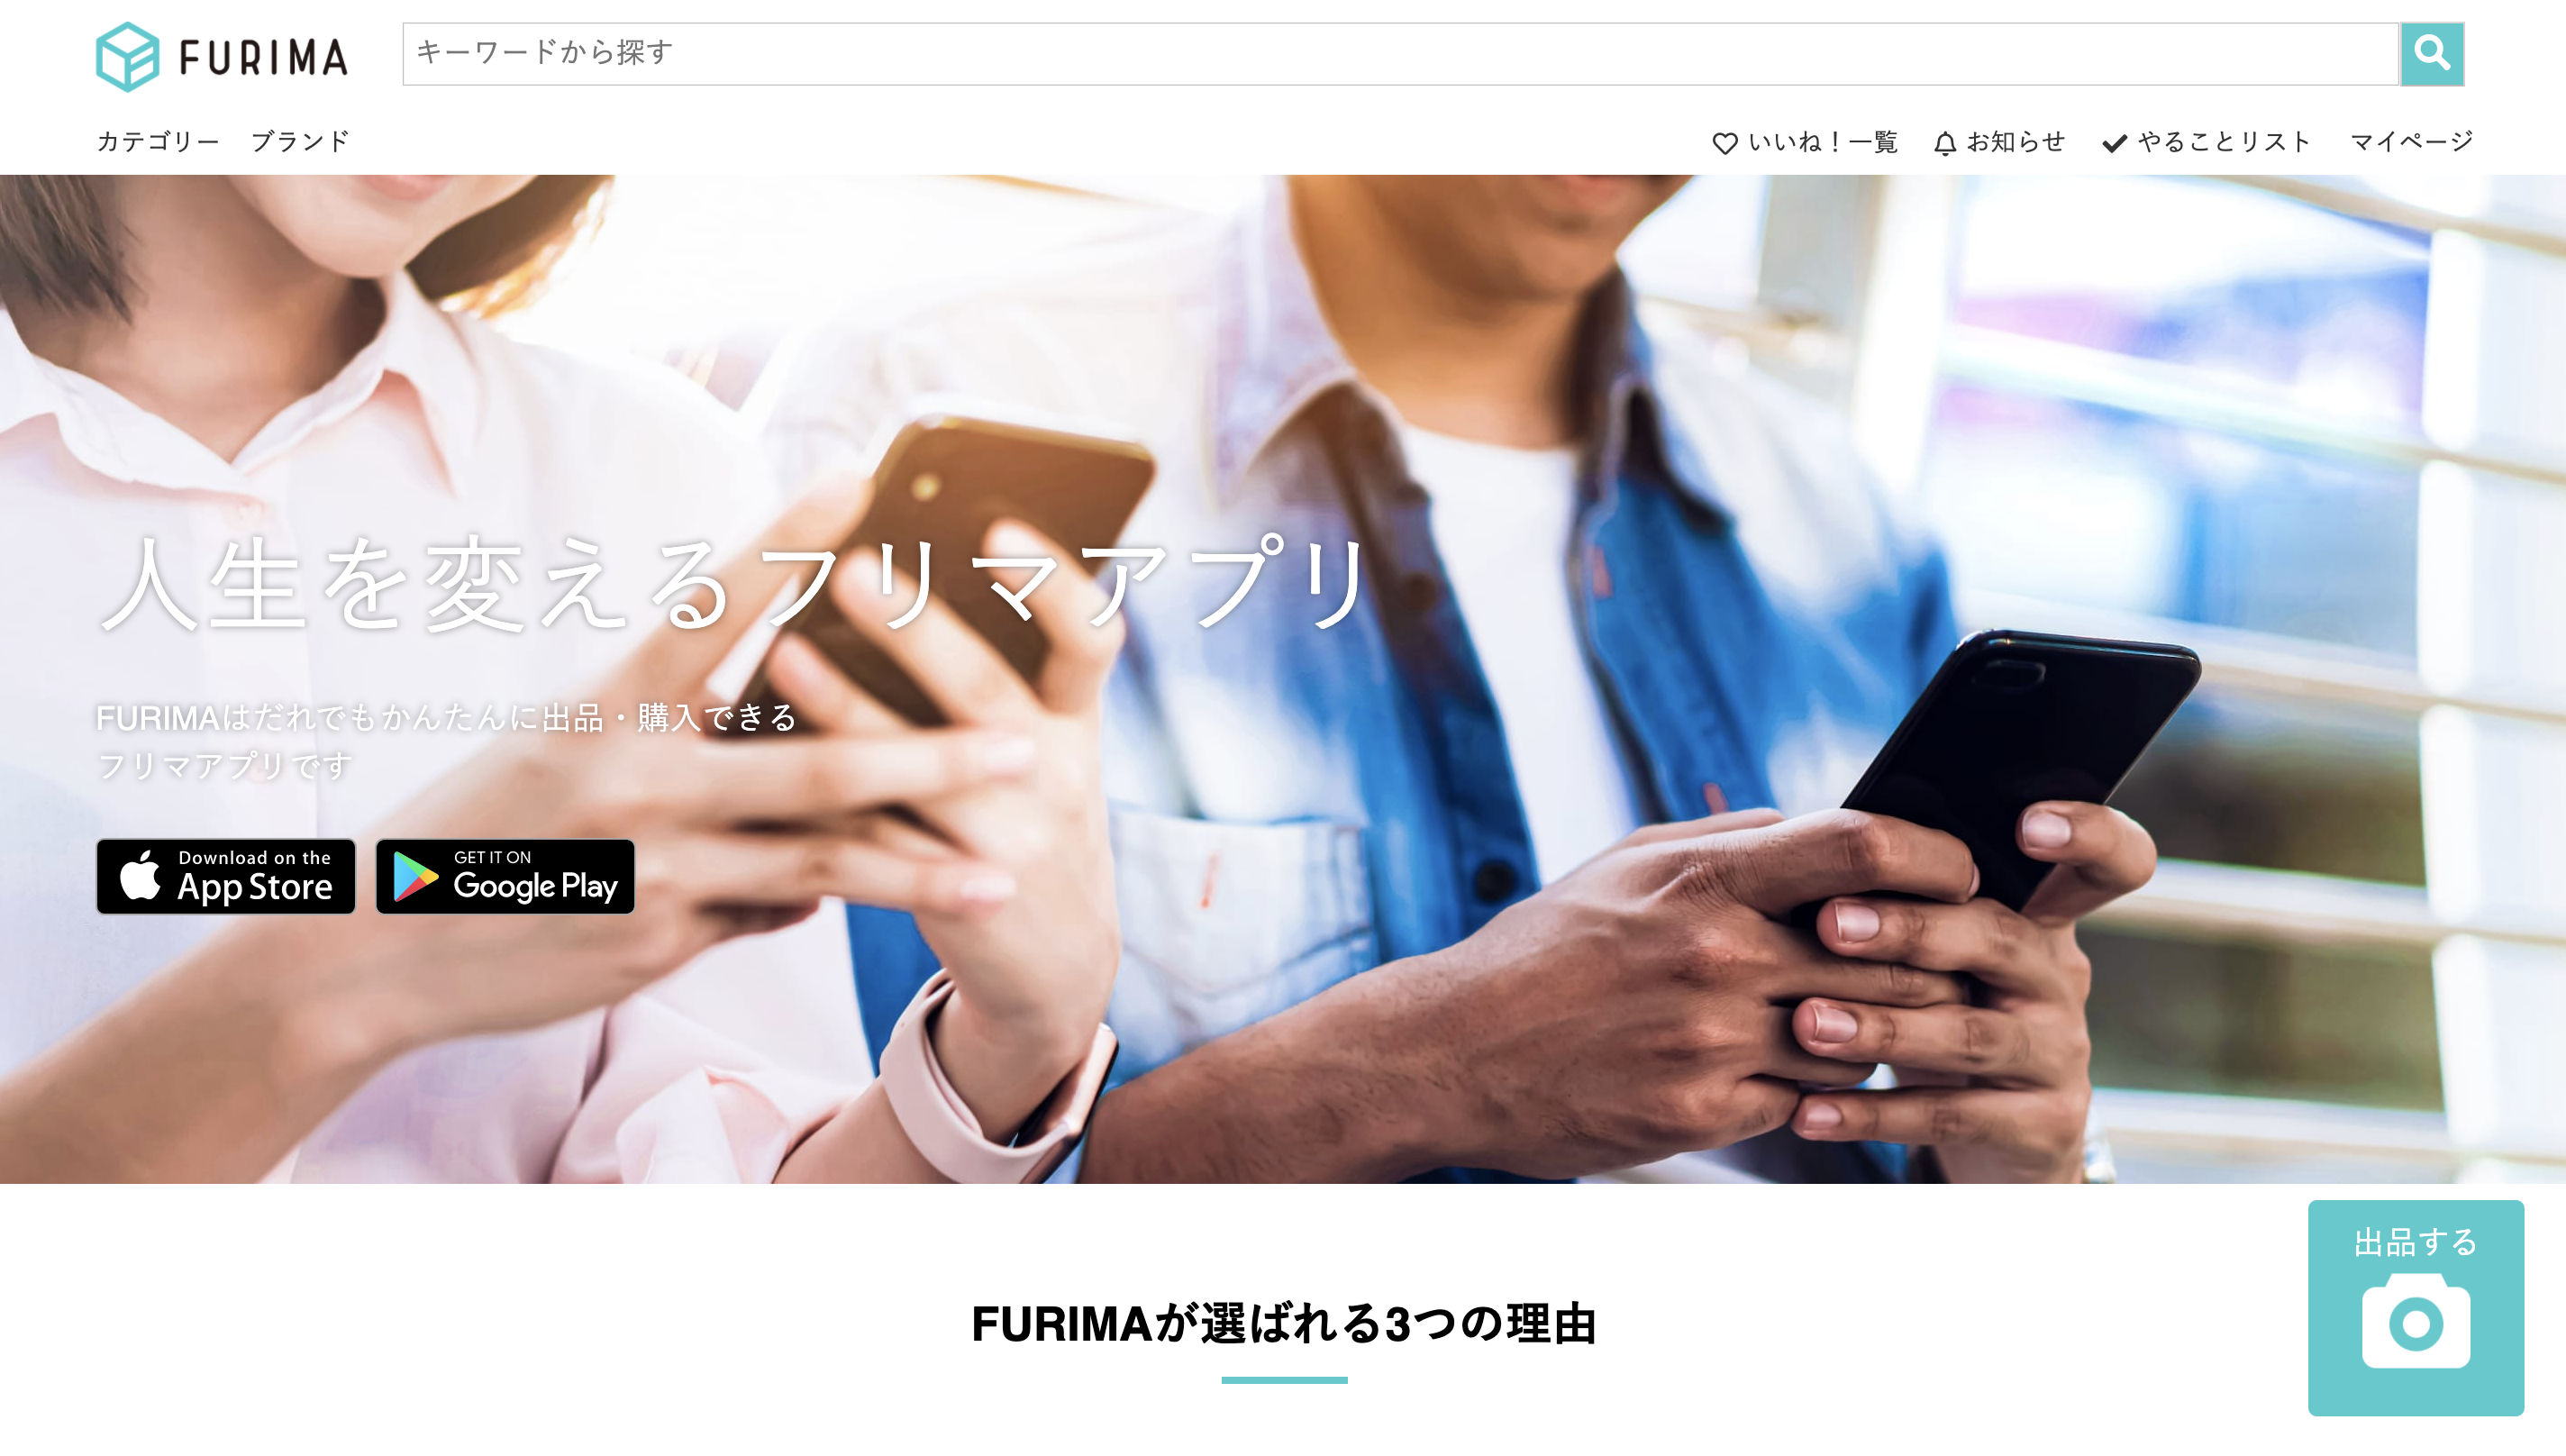 FURIMA
キーワードから探す
カテゴリー ブランド
いいね！一覧 お知らせ やることリスト マイページ
人生を変えるフリマアプリ
FURIMAはだれでもかんたんに出品・購入できる
フリマアプリです
Download on the
App Store
GET IT ON
Google Play
出品する
FURIMAが選ばれる3つの理由